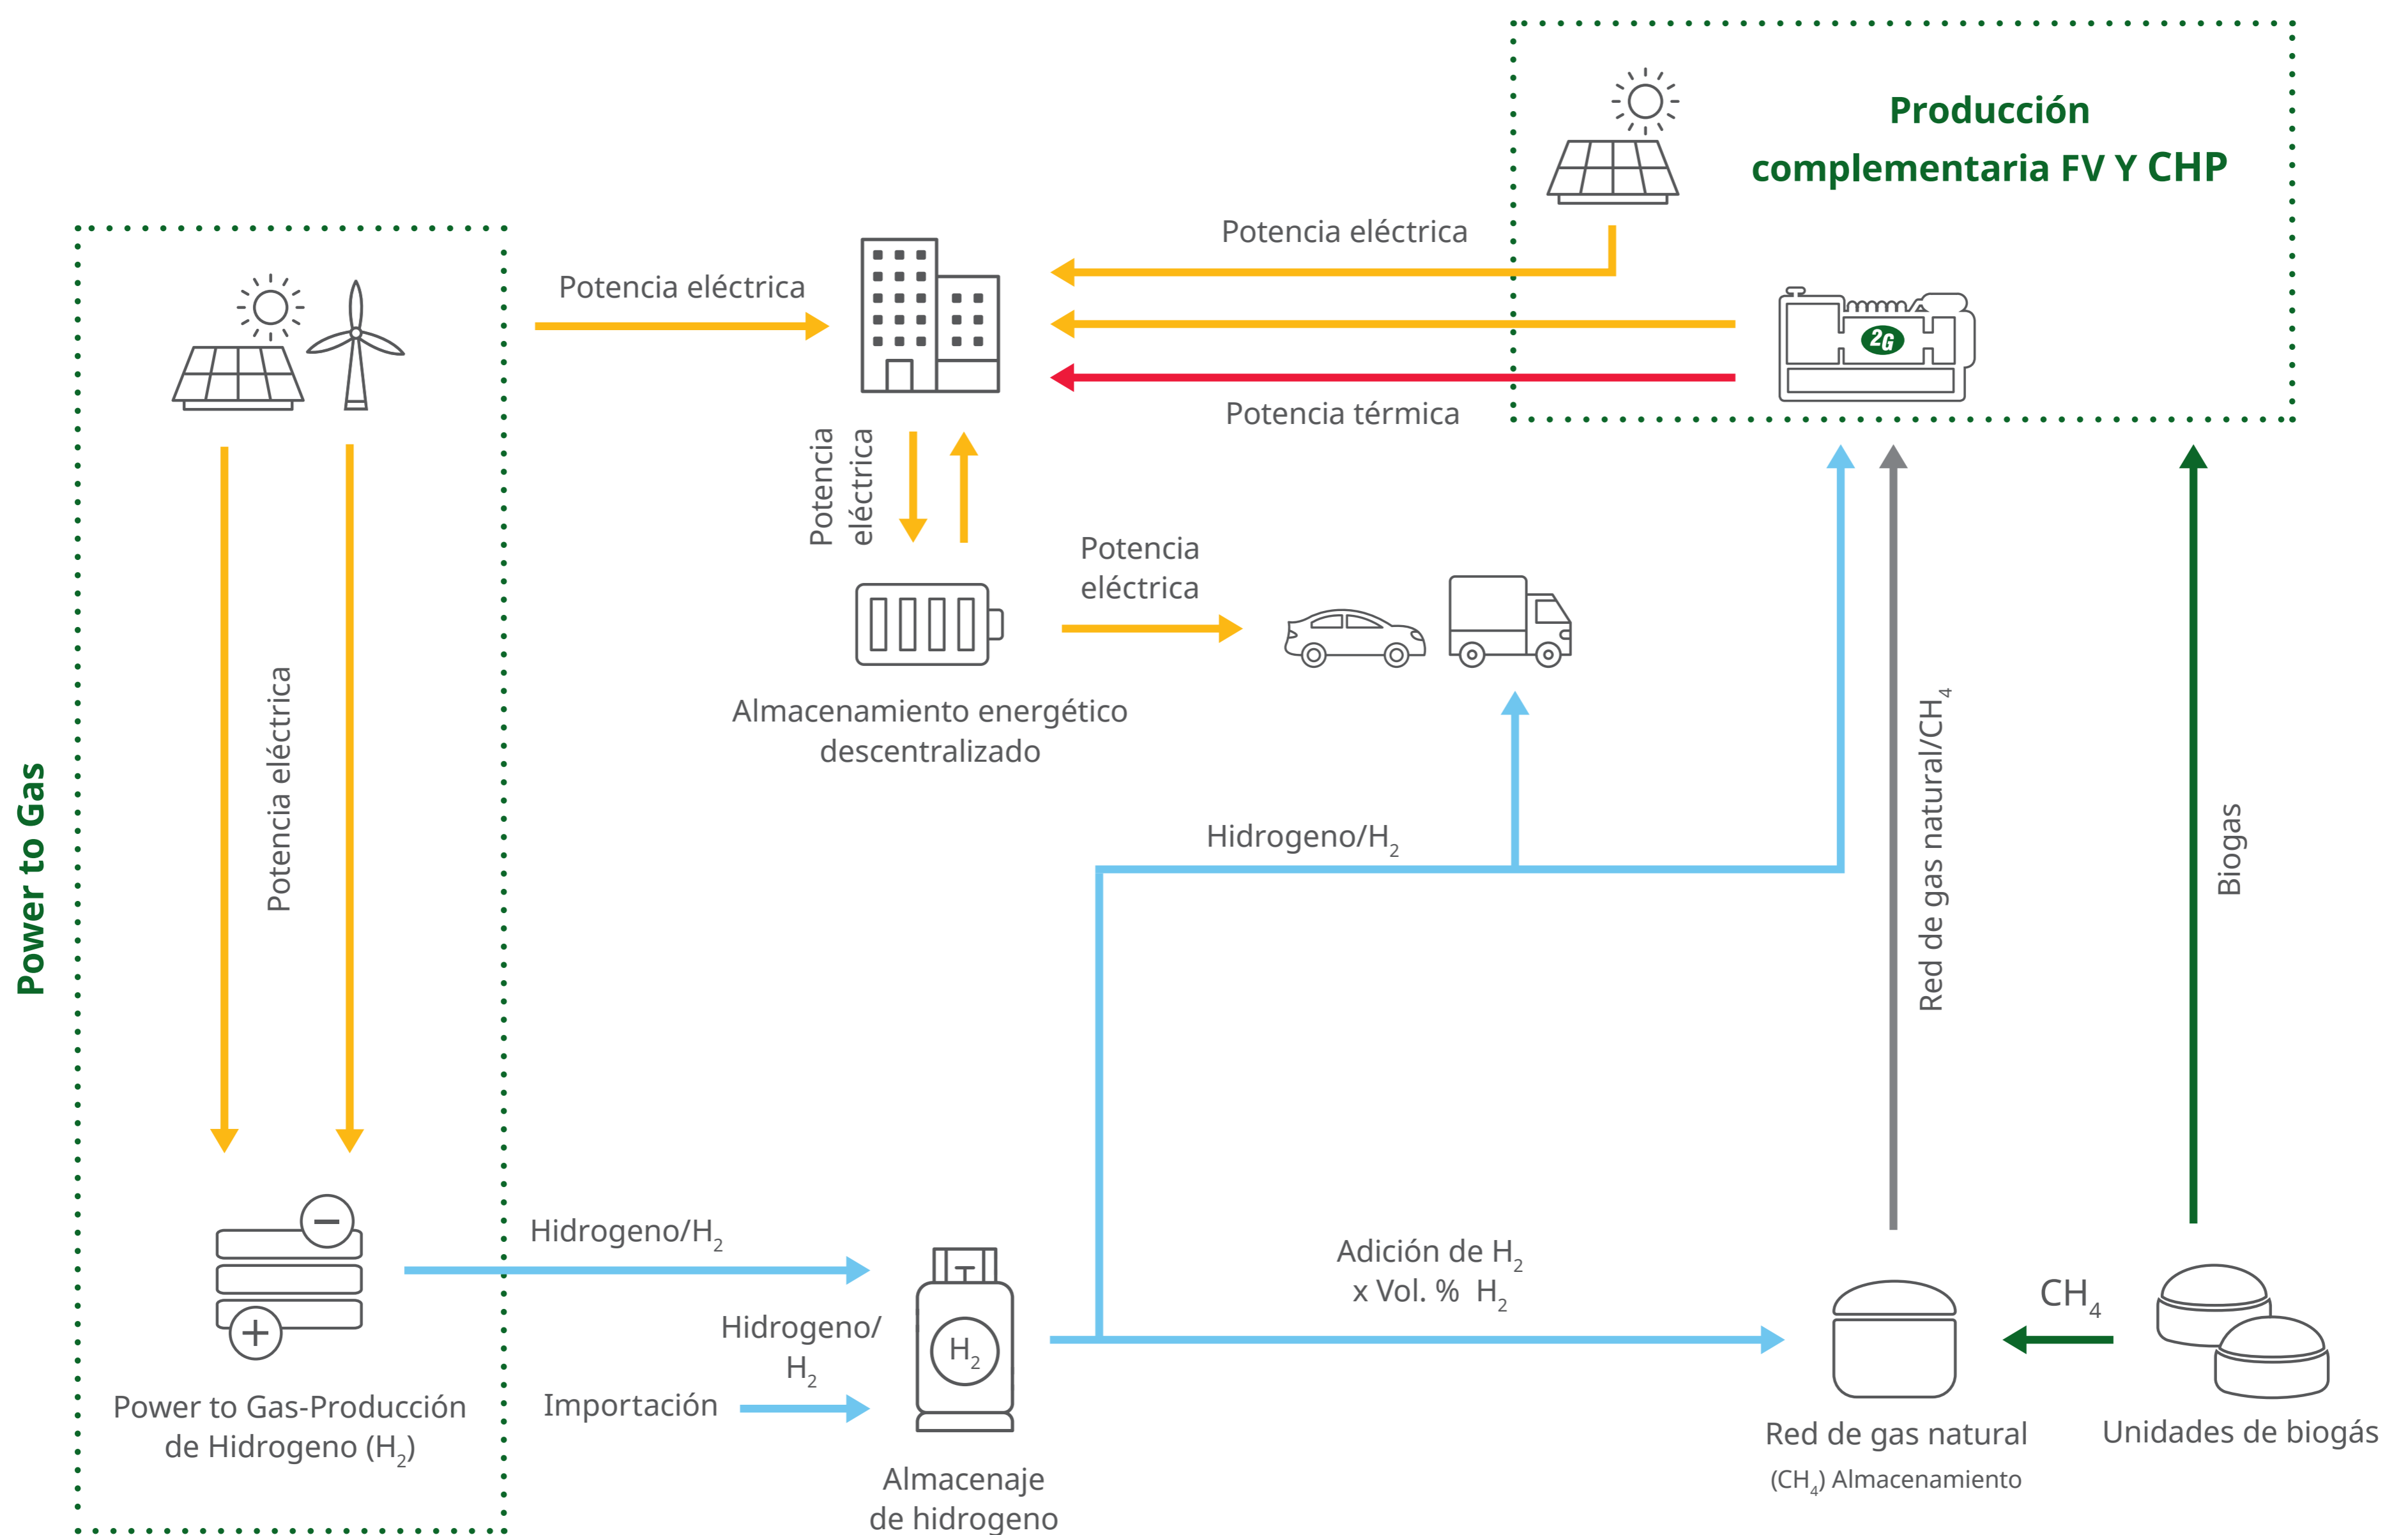 Producción
complementaria FV Y CHP
Potencia eléctrica
Potencia eléctrica
2G
Potencia térmica
Potencia
eléctrica
Potencia
eléctrica
Almacenamiento energético
descentralizado
Power to Gas
Potencia eléctrica
Hidrogeno/H₂
Red de gas natural/CH₄
Biogas
Hidrogeno/H₂
Adición de H₂
x Vol. % H₂
CH₄
Hidrogeno/
H₂
H₂
Importación
Power to Gas-Producción
de Hidrogeno (H₂)
Almacenaje
de hidrogeno
Red de gas natural
(CH₄) Almacenamiento
Unidades de biogás